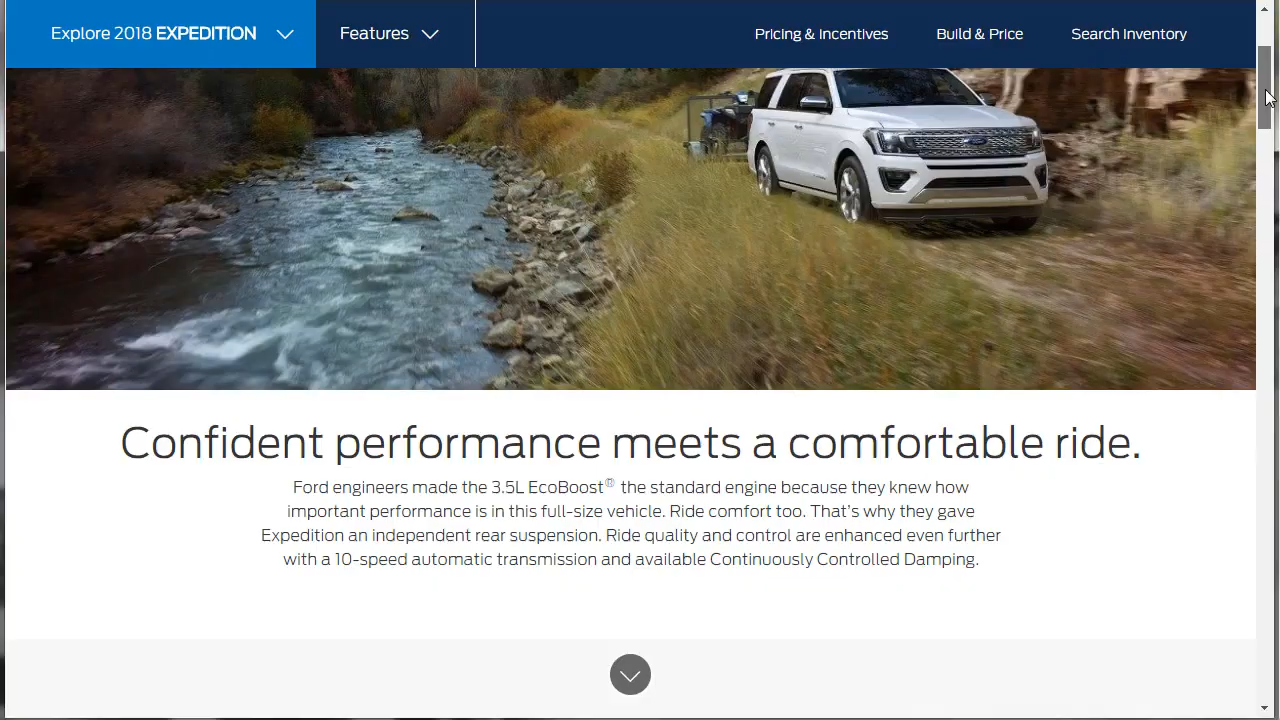 Explore 2018 EXPEDITION
Features
Pricing & Incentives
Build & Price
Search Inventory
Confident performance meets a comfortable ride.
Ford engineers made the 3.5L EcoBoost® the standard engine because they knew how
important performance is in this full-size vehicle. Ride comfort too. That's why they gave
Expedition an independent rear suspension. Ride quality and control are enhanced even further
with a 10-speed automatic transmission and available Continuously Controlled Damping.